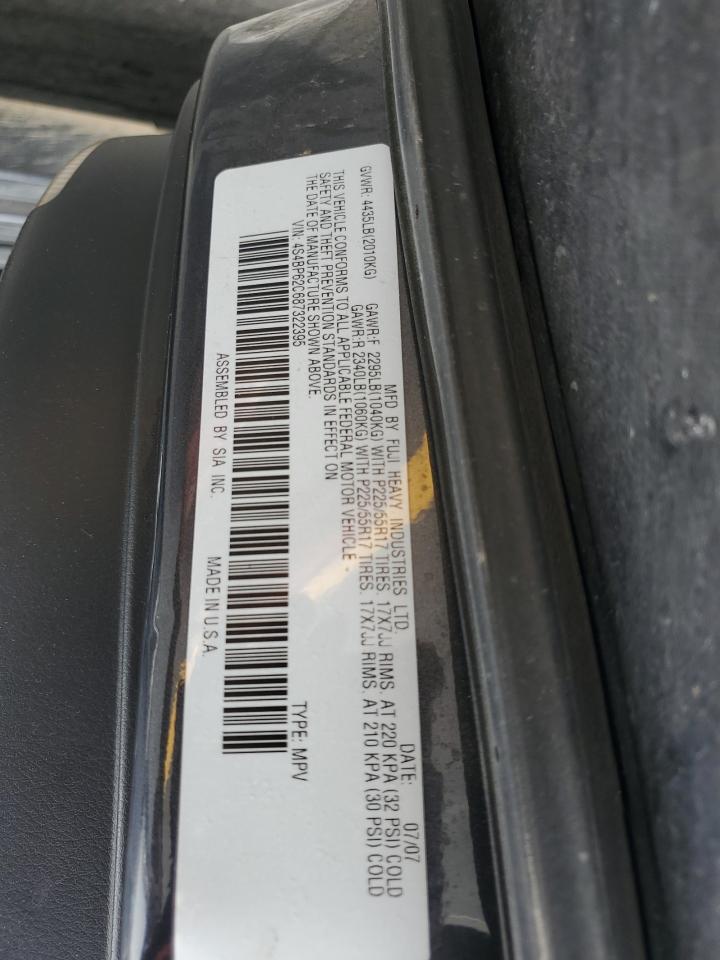 MFD BY FUJI HEAVY INDUSTRIES LTD. DATE: 07/07
GVWR: 4435LB(2010KG) GAWR:F 2295LB(1040KG) WITH P225/55R17 TIRES. 17X7JJ RIMS. AT 220 KPA (32 PSI) COLD
GAWR:R 2340LB(1060KG) WITH P225/55R17 TIRES. 17X7JJ RIMS. AT 210 KPA (30 PSI) COLD
THIS VEHICLE CONFORMS TO ALL APPLICABLE FEDERAL MOTOR VEHICLE -
SAFETY AND THEFT PREVENTION STANDARDS IN EFFECT ON
THE DATE OF MANUFACTURE SHOWN ABOVE.
VIN: 4S4BP62C687322395 TYPE: MPV
ASSEMBLED BY SIA INC. MADE IN U.S.A.